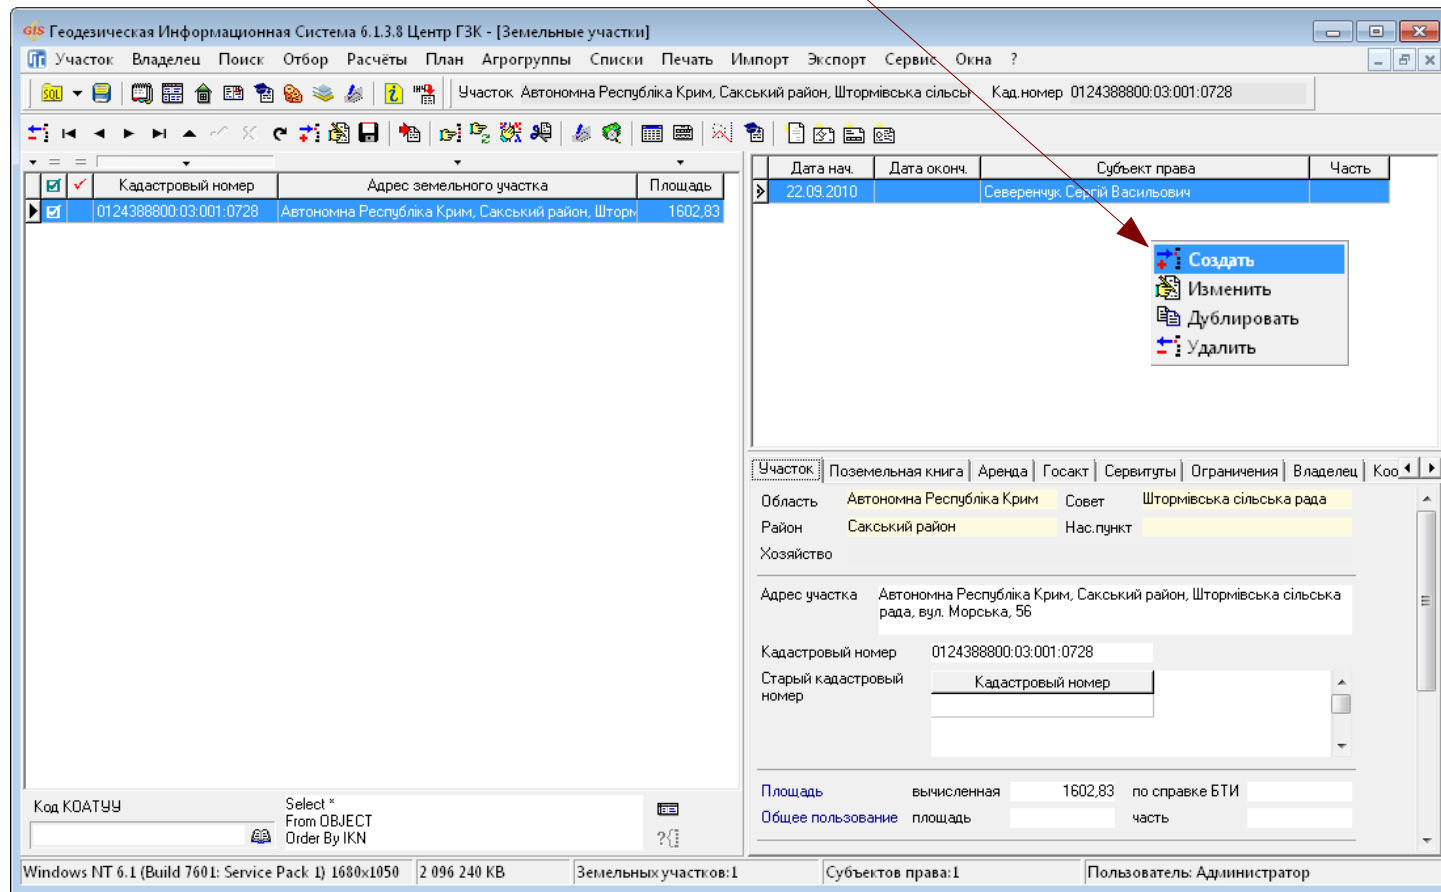 Геодезическая Информационная Система 6.1.3.8 Центр ГЗК - [Земельные участки]
Участок Владелец Поиск Отбор Расчёты План Агрогруппы Списки Печать Импорт Экспорт Сервис Окна ?
SQL Участок Автономна Республіка Крим, Сакський район, Штормівська сільсь Кад.номер 0124388800:03:001:0728
Кадастровый номер Адрес земельного участка Площадь
0124388800:03:001:0728 Автономна Республіка Крим, Сакський район, Шторм 1602,83
Дата нач. Дата оконч. Субъект права Часть
22.09.2010 Северенчук Сергій Васильович
Создать
Изменить
Дублировать
Удалить
Участок Поземельная книга Аренда Госакт Сервитуты Ограничения Владелец Коо
Область Автономна Республіка Крим Совет Штормівська сільська рада
Район Сакський район Нас.пункт
Хозяйство
Адрес участка Автономна Республіка Крим, Сакський район, Штормівська сільська
рада, вул. Морська, 56
Кадастровый номер 0124388800:03:001:0728
Старый кадастровый Кадастровый номер
номер
Площадь вычисленная 1602,83 по справке БТИ
Общее пользование площадь часть
Код КОАТУУ
Select *
From OBJECT
Order By IKN
Windows NT 6.1 (Build 7601: Service Pack 1) 1680x1050 2 096 240 KB Земельных участков:1 Субъектов права:1 Пользователь: Администратор